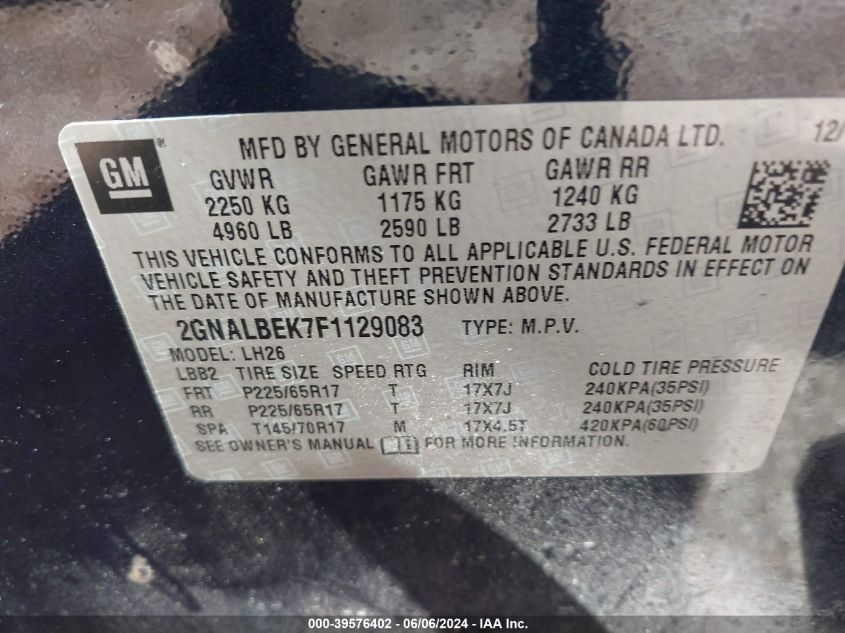 GM ® MFD BY GENERAL MOTORS OF CANADA LTD. 12/
GVWR GAWR FRT GAWR RR
2250 KG 1175 KG 1240 KG
4960 LB 2590 LB 2733 LB
THIS VEHICLE CONFORMS TO ALL APPLICABLE U.S. FEDERAL MOTOR
VEHICLE SAFETY AND THEFT PREVENTION STANDARDS IN EFFECT ON
THE DATE OF MANUFACTURE SHOWN ABOVE.
2GNALBEK7F1129083 TYPE: M.P.V.
MODEL: LH26
LBB2 TIRE SIZE SPEED RTG RIM COLD TIRE PRESSURE
FRT P225/65R17 T 17X7J 240KPA(35PSI)
RR P225/65R17 T 17X7J 240KPA(35PSI)
SPA T145/70R17 M 17X4.5T 420KPA(60PSI)
SEE OWNER'S MANUAL FOR MORE INFORMATION.
000-39576402 - 06/06/2024 - IAA Inc.